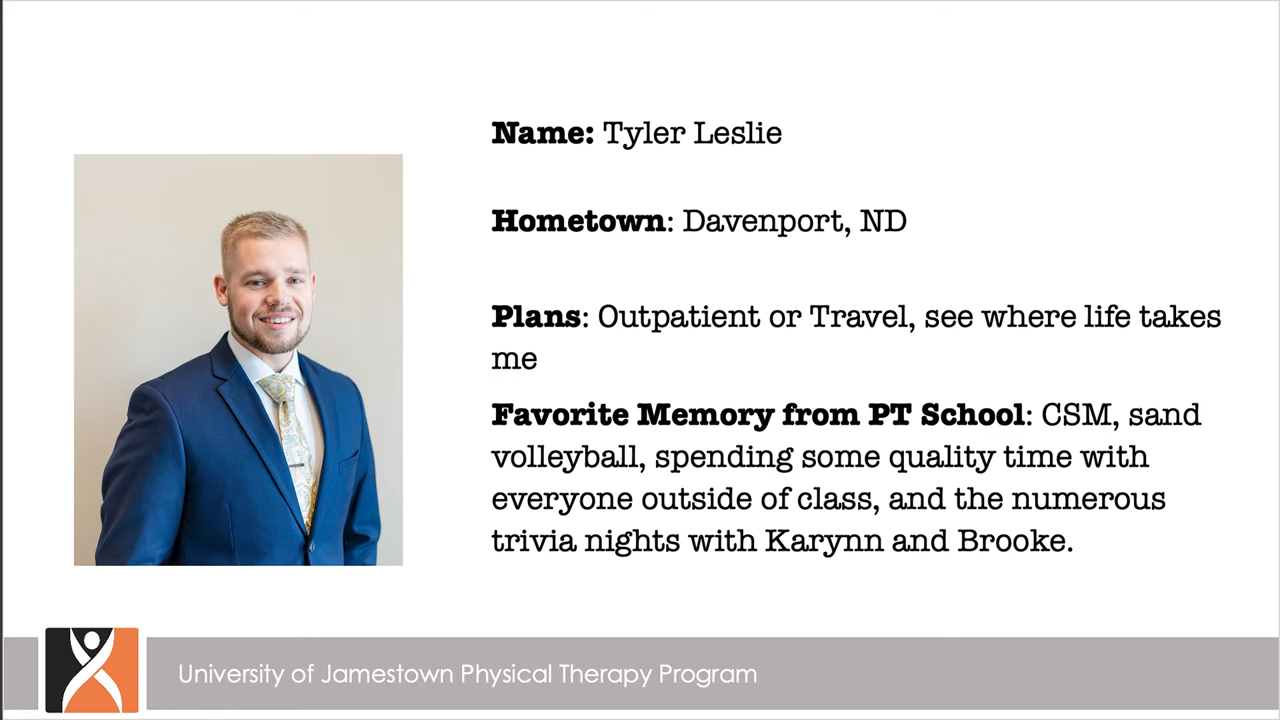 Name: Tyler Leslie
Hometown: Davenport, ND
Plans: Outpatient or Travel, see where life takes
me
Favorite Memory from PT School: CSM, sand
volleyball, spending some quality time with
everyone outside of class, and the numerous
trivia nights with Karynn and Brooke.
University of Jamestown Physical Therapy Program